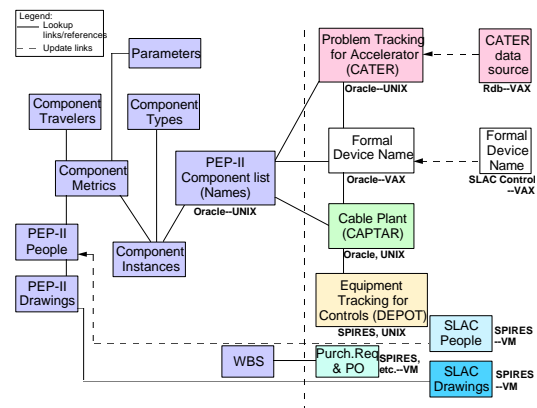 Legend:
Lookup
links/references
Update links
Parameters
Problem Tracking
for Accelerator
(CATER)
Oracle--UNIX
CATER
data
source
Rdb--VAX
Component
Travelers
Component
Types
Component
Metrics
PEP-II
Component list
(Names)
Oracle--UNIX
Formal
Device Name
Oracle--VAX
Formal
Device
Name
SLAC Control
--VAX
PEP-II
People
Component
Instances
Cable Plant
(CAPTAR)
Oracle, UNIX
PEP-II
Drawings
Equipment
Tracking for
Controls (DEPOT)
SPIRES, UNIX
SLAC
People
SPIRES
--VM
WBS
Purch.Req
& PO
SPIRES,
etc.--VM
SLAC
Drawings
SPIRES
--VM